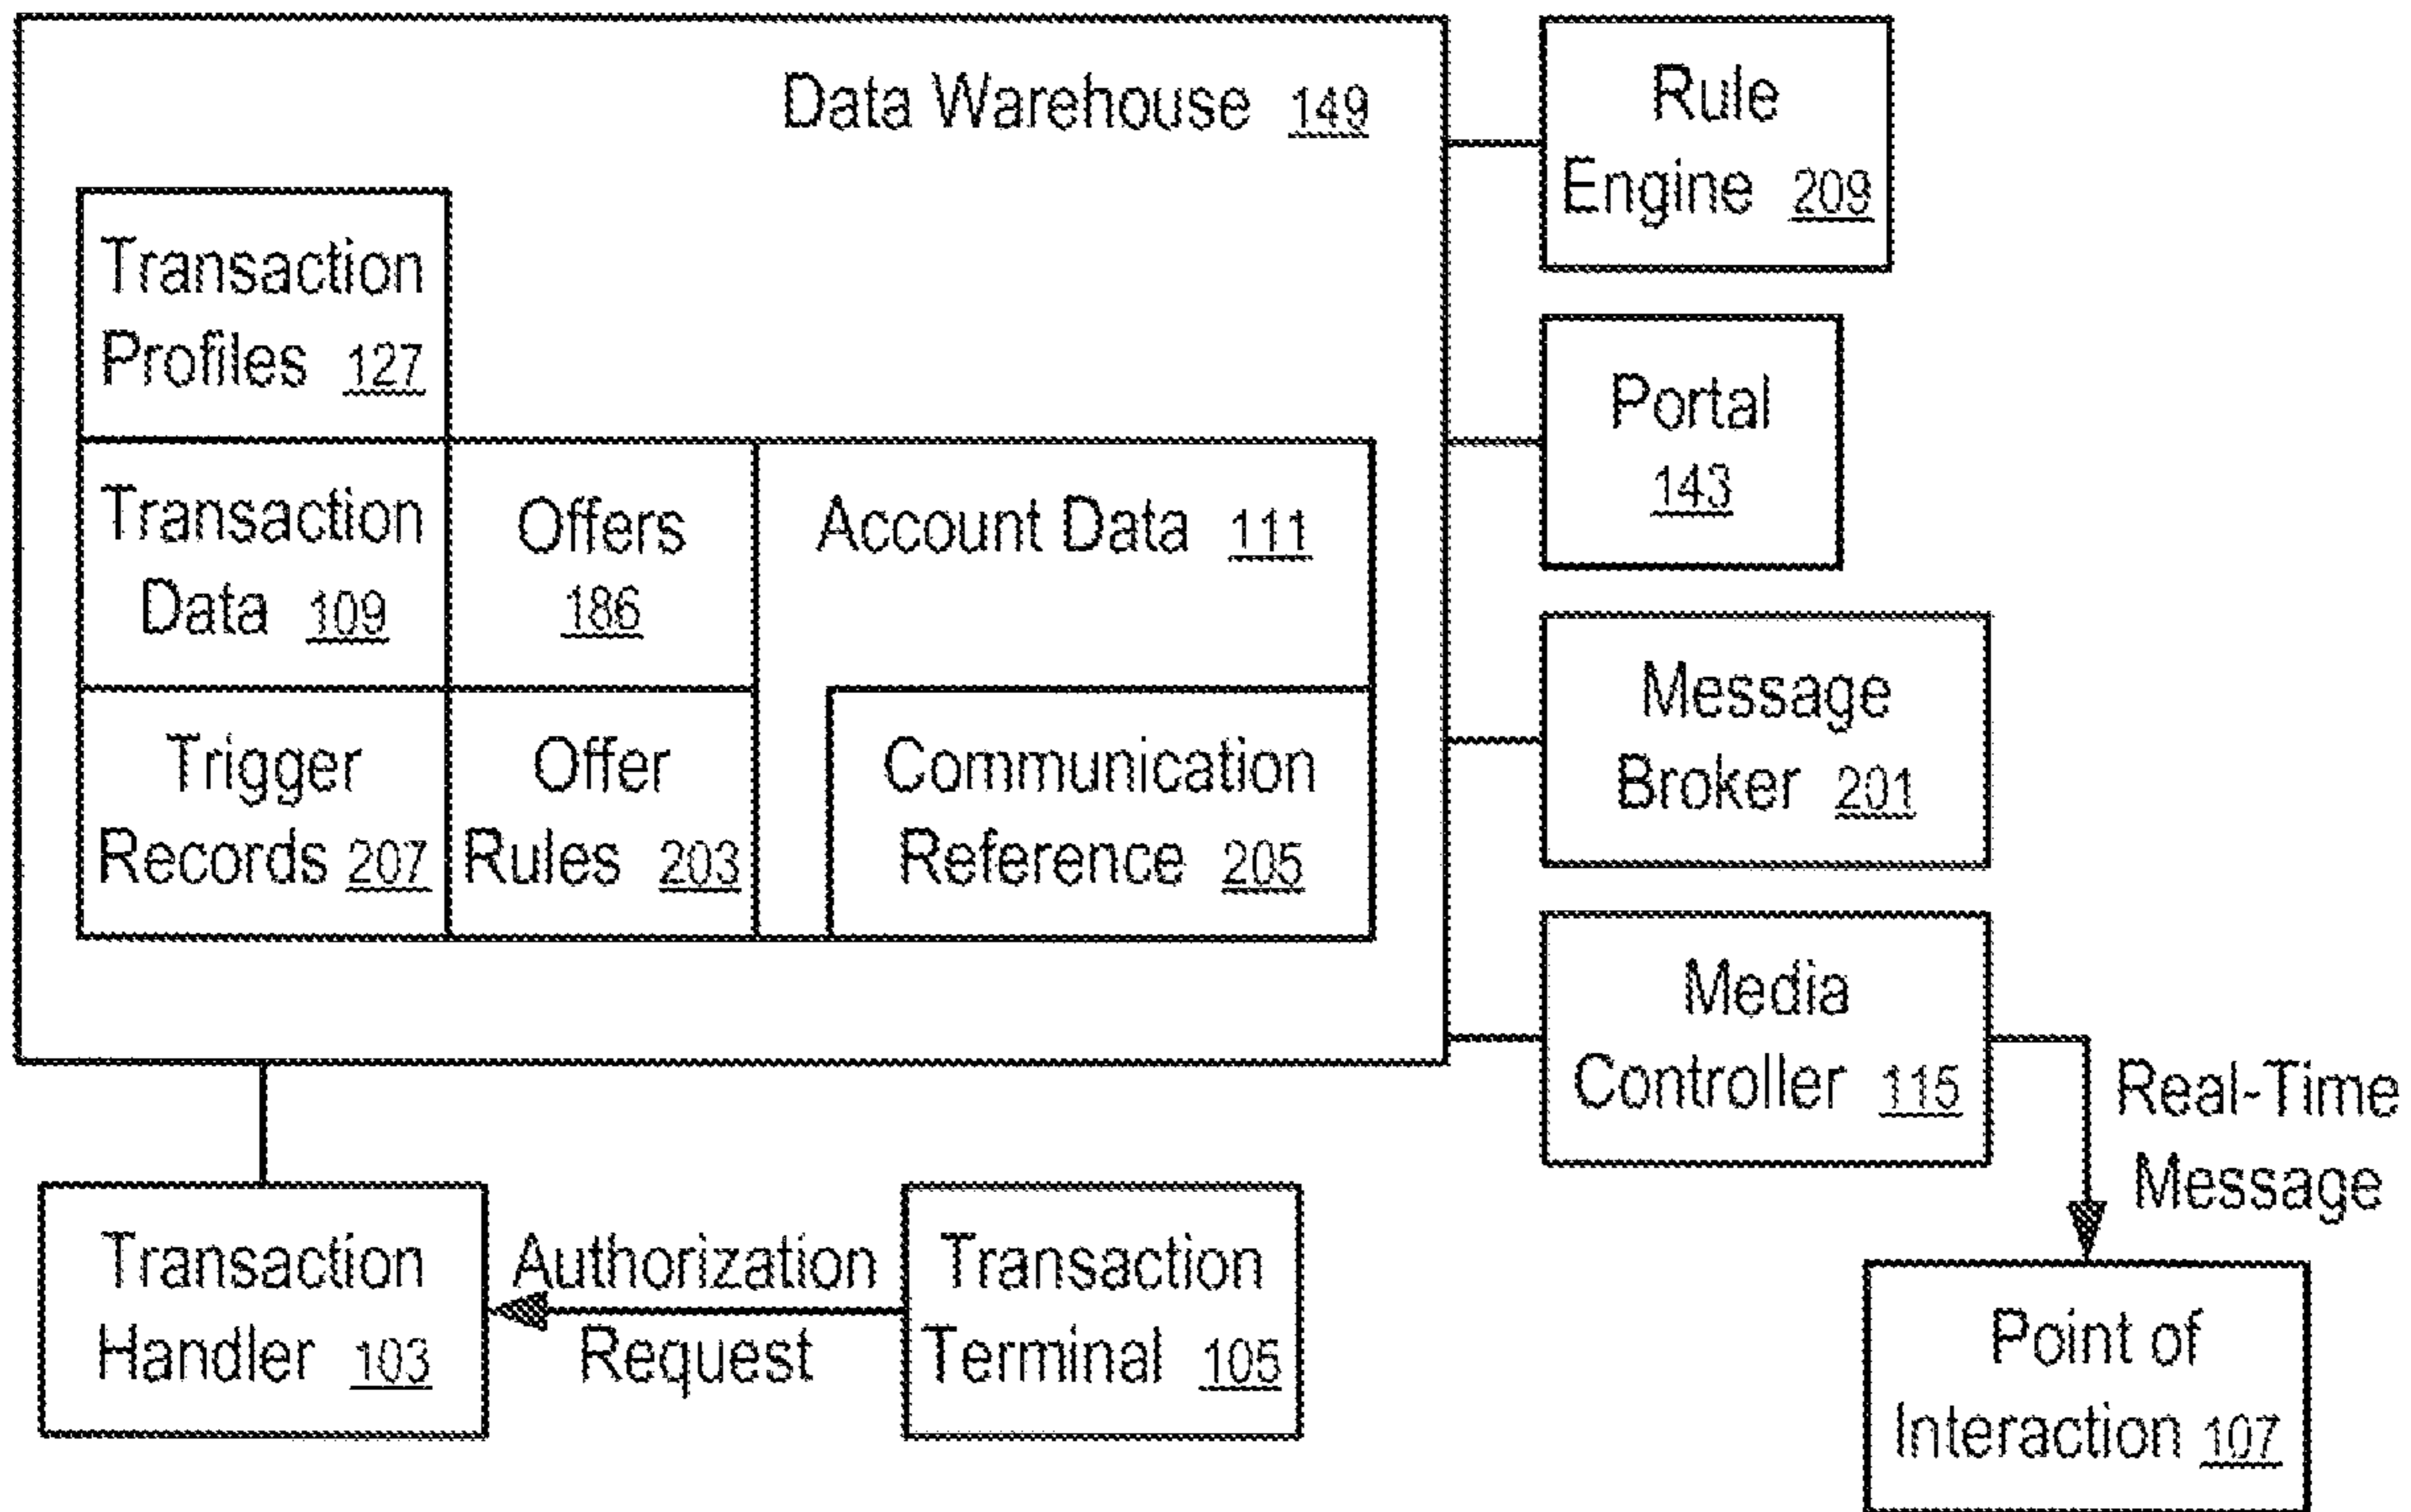 Data Warehouse 149
Transaction
Profiles 127
Transaction
Data 109
Offers
186
Account Data 111
Trigger
Records 207
Offer
Rules 203
Communication
Reference 205
Rule
Engine 209
Portal
143
Message
Broker 201
Media
Controller 115
Real-Time
Message
Transaction
Handler 103
Authorization
Request
Transaction
Terminal 105
Point of
Interaction 107